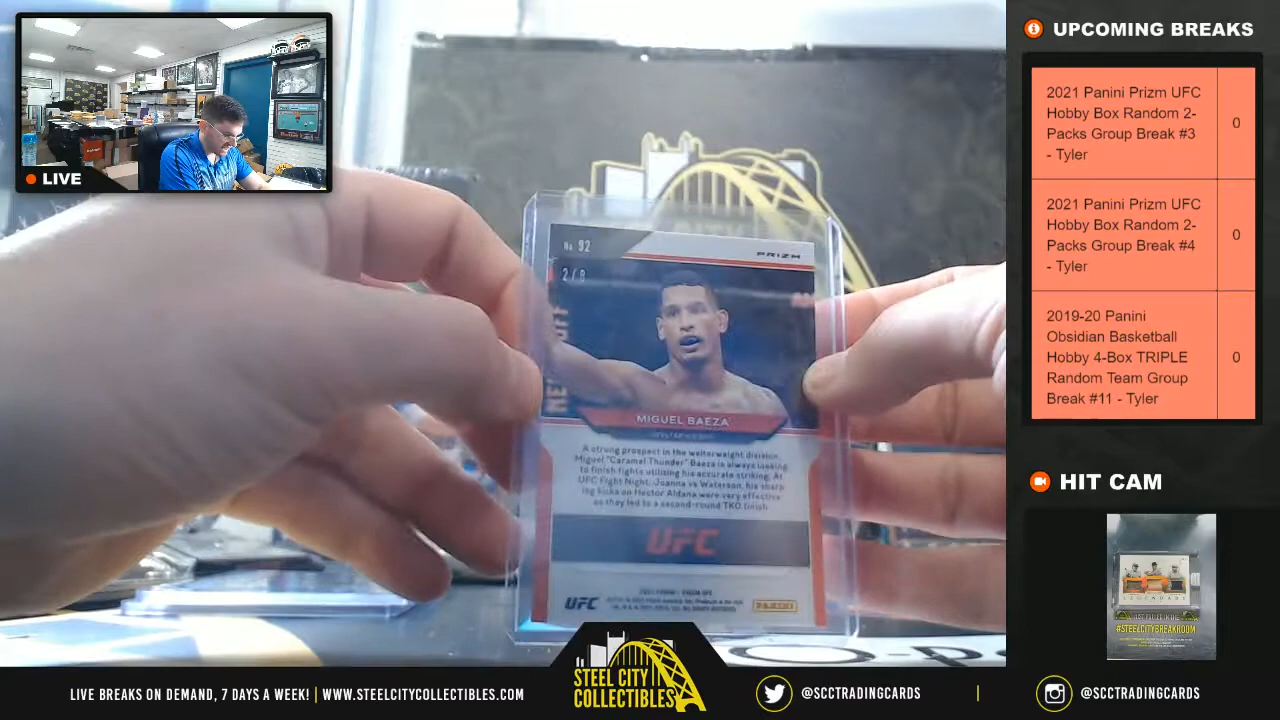 LIVE
No. 92
PRIZM
2/8
MIGUEL BAEZA
A strong prospect in the welterweight division,
Miguel "Caramel Thunder" Baeza is always looking
to finish fights utilizing his accurate striking. At
UFC Fight Night: Joanna vs Waterson, his sharp
leg kicks on Hector Aldana were very effective
as they led to a second-round TKO finish.
UFC
UFC
PANINI
UPCOMING BREAKS
2021 Panini Prizm UFC
Hobby Box Random 2-
Packs Group Break #3
- Tyler
0
2021 Panini Prizm UFC
Hobby Box Random 2-
Packs Group Break #4
- Tyler
0
2019-20 Panini
Obsidian Basketball
Hobby 4-Box TRIPLE
Random Team Group
Break #11 - Tyler
0
HIT CAM
#STEELCITYBREAKROOM
LIVE BREAKS ON DEMAND, 7 DAYS A WEEK! | WWW.STEELCITYCOLLECTIBLES.COM
STEEL CITY
COLLECTIBLES
@SCCTRADINGCARDS
@SCCTRADINGCARDS